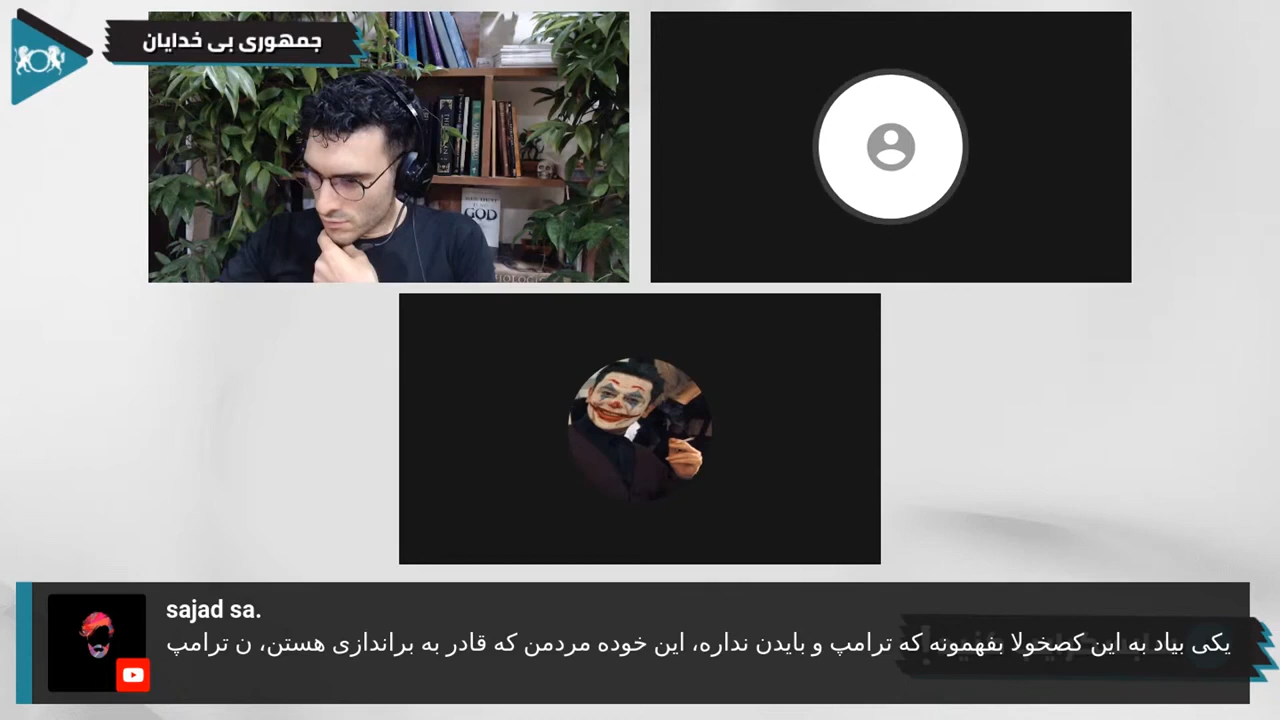 جمهوری بی خدایان
GOD
sajad sa.
یکی بیاد به این کصخولا بفهمونه که ترامپ و بایدن نداره، این خوده مردمن که قادر به براندازی هستن، ن ترامپ